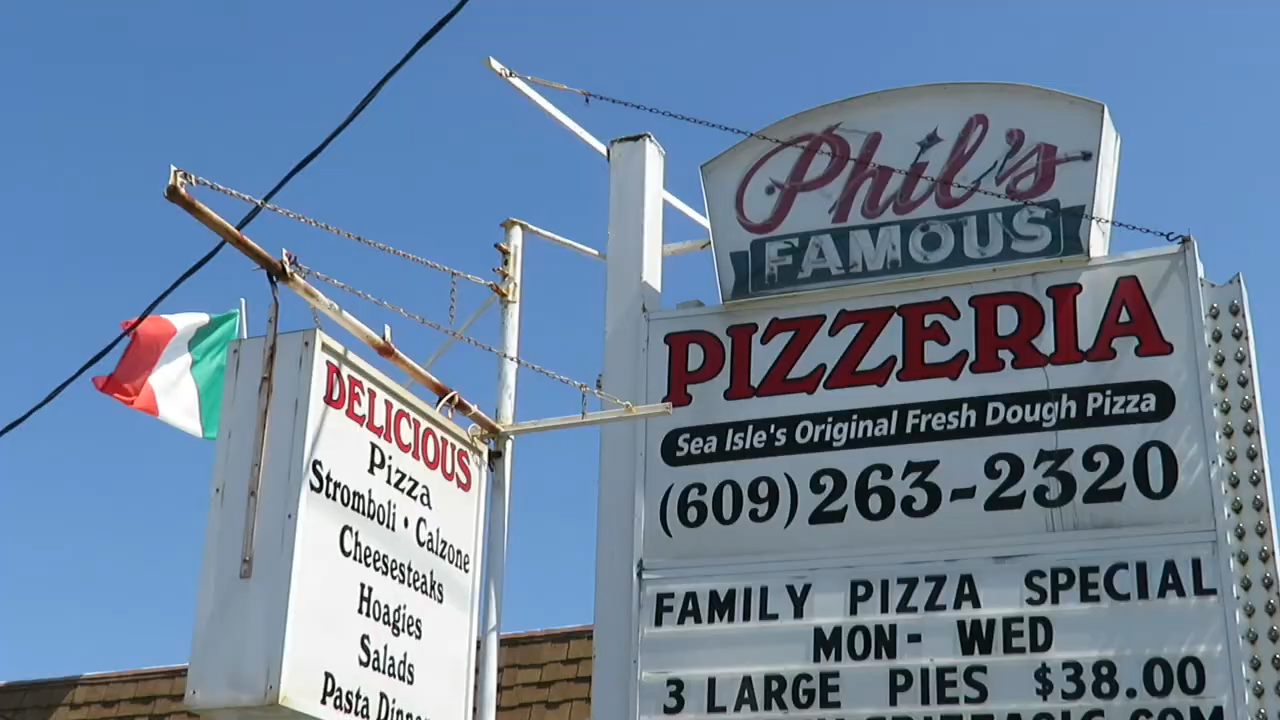 Phil's
FAMOUS
PIZZERIA
Sea Isle's Original Fresh Dough Pizza
(609) 263-2320
FAMILY PIZZA SPECIAL
MON- WED
3 LARGE PIES $38.00
DELICIOUS
Pizza
Stromboli • Calzone
Cheesesteaks
Hoagies
Salads
Pasta